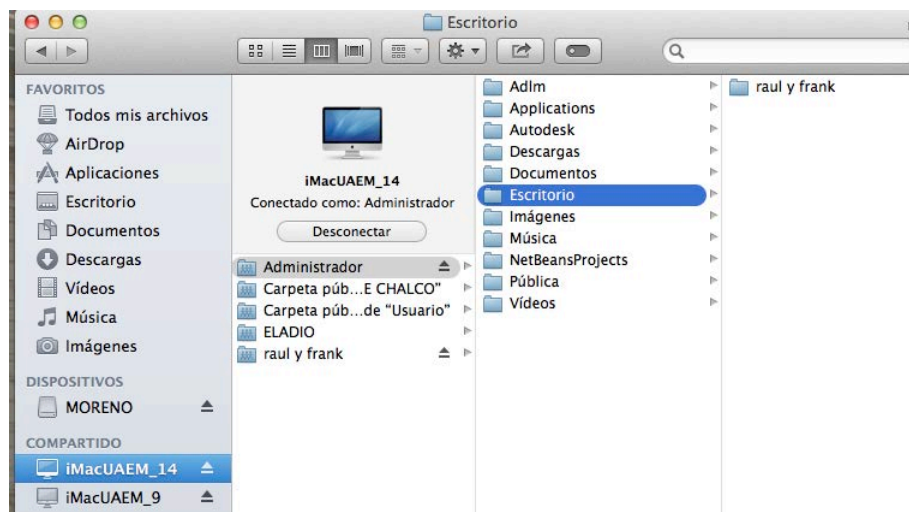 Escritorio
FAVORITOS
Todos mis archivos
AirDrop
Aplicaciones
Escritorio
Documentos
Descargas
Vídeos
Música
Imágenes
DISPOSITIVOS
MORENO
COMPARTIDO
iMacUAEM_14
iMacUAEM_9
iMacUAEM_14
Conectado como: Administrador
Desconectar
Administrador
Carpeta púb...E CHALCO"
Carpeta púb...de "Usuario"
ELADIO
raul y frank
Adlm
Applications
Autodesk
Descargas
Documentos
Escritorio
Imágenes
Música
NetBeansProjects
Pública
Vídeos
raul y frank